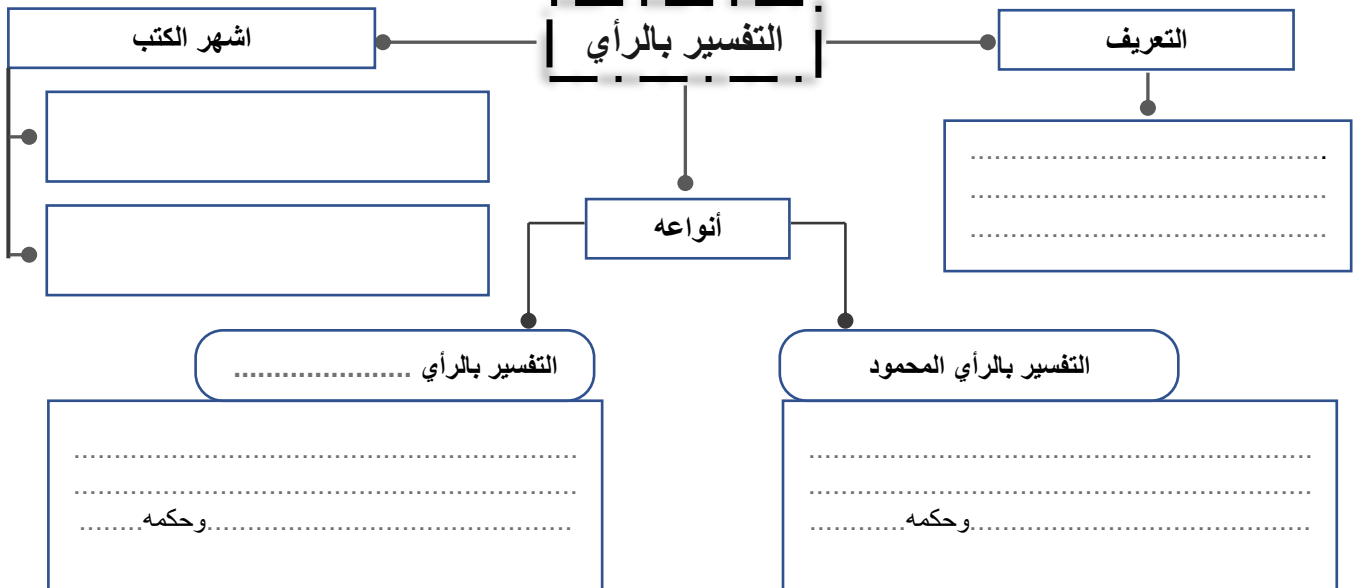 التفسير بالرأي
التعريف
.......................................
.......................................
.......................................
اشهر الكتب
أنواعه
التفسير بالرأي المحمود
.......................................................
.......................................................
.....................................وحكمه..........
التفسير بالرأي ......................
.......................................................
.......................................................
........................................وحكمه........